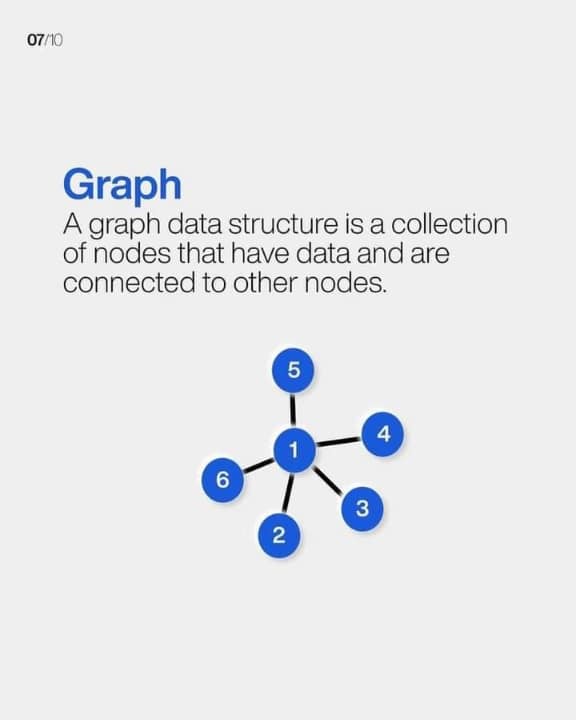 07/10
Graph
A graph data structure is a collection
of nodes that have data and are
connected to other nodes.
5
4
1
6
3
2